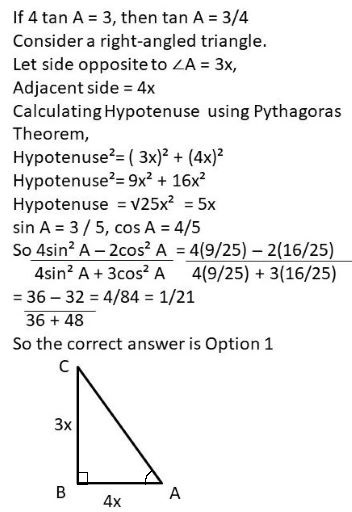 If 4 tan A = 3, then tan A = 3/4
Consider a right-angled triangle.
Let side opposite to ∠A = 3x,
Adjacent side = 4x
Calculating Hypotenuse using Pythagoras
Theorem,
Hypotenuse²= ( 3x)² + (4x)²
Hypotenuse²= 9x² + 16x²
Hypotenuse = √25x² = 5x
sin A = 3 / 5, cos A = 4/5
So 4sin² A – 2cos² A = 4(9/25) – 2(16/25)
4sin² A + 3cos² A 4(9/25) + 3(16/25)
= 36 – 32 = 4/84 = 1/21
36 + 48
So the correct answer is Option 1
C
3x
B
4x
A